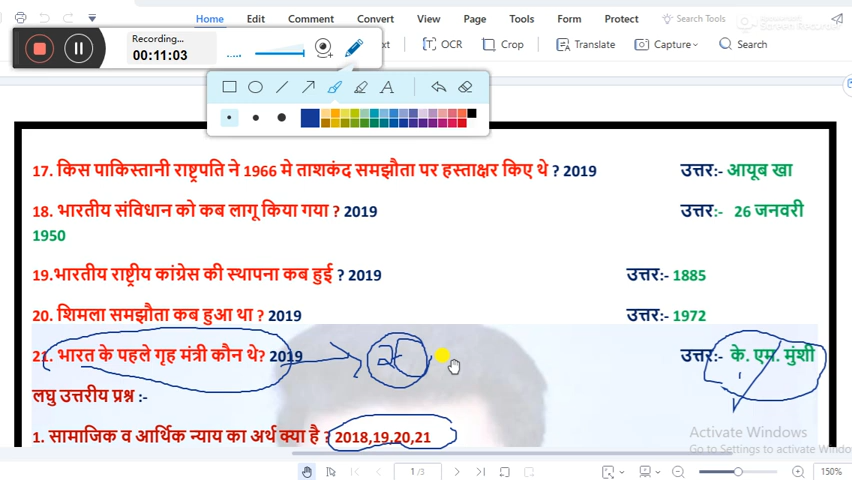 Home Edit Comment Convert View Page Tools Form Protect Search Tools
Recording...
00:11:03
OCR Crop Translate Capture Search
17. किस पाकिस्तानी राष्ट्रपति ने 1966 मे ताशकंद समझौता पर हस्ताक्षर किए थे ? 2019 उत्तर:- आयूब खा
18. भारतीय संविधान को कब लागू किया गया ? 2019 उत्तर:- 26 जनवरी
1950
19.भारतीय राष्ट्रीय कांग्रेस की स्थापना कब हुई ? 2019 उत्तर:- 1885
20. शिमला समझौता कब हुआ था ? 2019 उत्तर:- 1972
21. भारत के पहले गृह मंत्री कौन थे? 2019 उत्तर:- के. एम. मुंशी
लघु उत्तरीय प्रश्न :-
1. सामाजिक व आर्थिक न्याय का अर्थ क्या है ? 2018,19,20,21
Activate Windows
Go to Settings to activate Windows
1 /3 150%